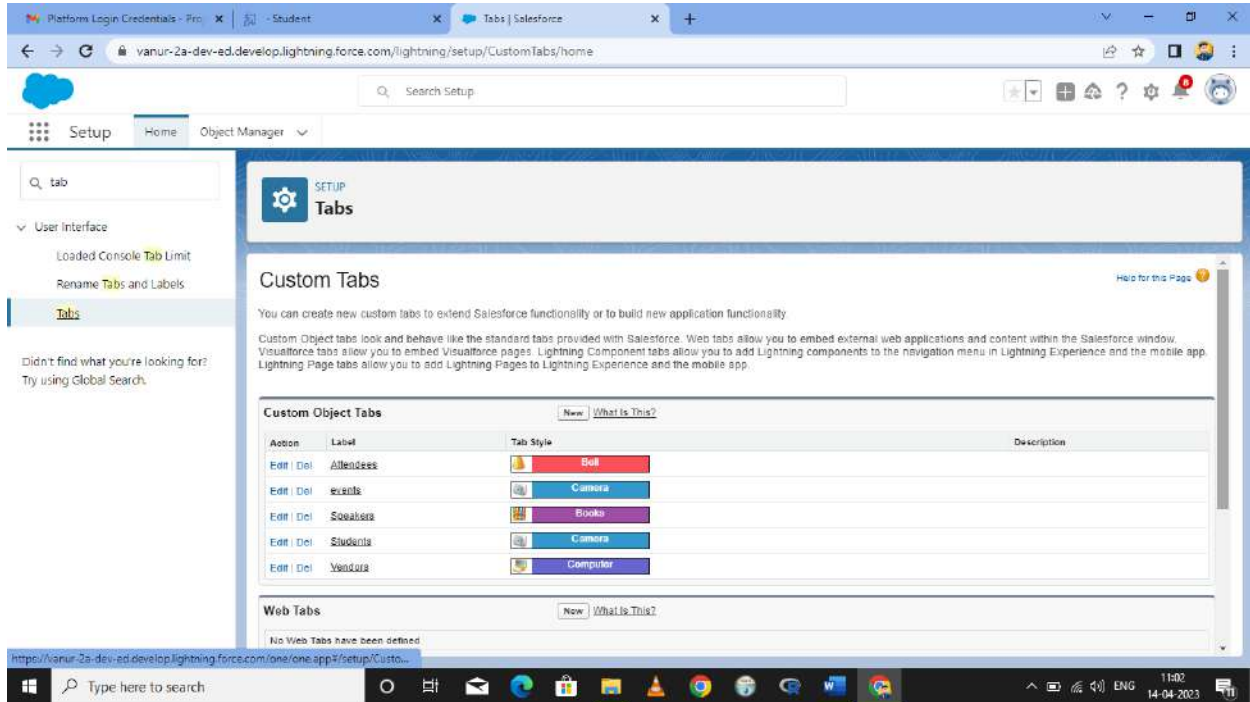 Platform Login Credentials - Pro
- Student
Tabs | Salesforce
vanur-2a-dev-ed.develop.lightning.force.com/lightning/setup/CustomTabs/home
Search Setup
8
Setup
Home
Object Manager
tab
User Interface
Loaded Console Tab Limit
Rename Tabs and Labels
Tabs
Didn't find what you're looking for?
Try using Global Search.
SETUP
Tabs
Custom Tabs
Help for this Page
You can create new custom tabs to extend Salesforce functionality or to build new application functionality.
Custom Object tabs look and behave like the standard tabs provided with Salesforce. Web tabs allow you to embed external web applications and content within the Salesforce window.
Visualforce tabs allow you to embed Visualforce pages. Lightning Component tabs allow you to add Lightning components to the navigation menu in Lightning Experience and the mobile app.
Lightning Page tabs allow you to add Lightning Pages to Lightning Experience and the mobile app.
Custom Object Tabs New What Is This?
Action Label Tab Style Description
Edit | Del Attendees Bell
Edit | Del events Camera
Edit | Del Speakers Books
Edit | Del Students Camera
Edit | Del Vendors Computer
Web Tabs New What Is This?
No Web Tabs have been defined
https://vanur-2a-dev-ed.develop.lightning.force.com/one/one.app#/setup/Custo...
Type here to search
ENG
11:02
14-04-2023